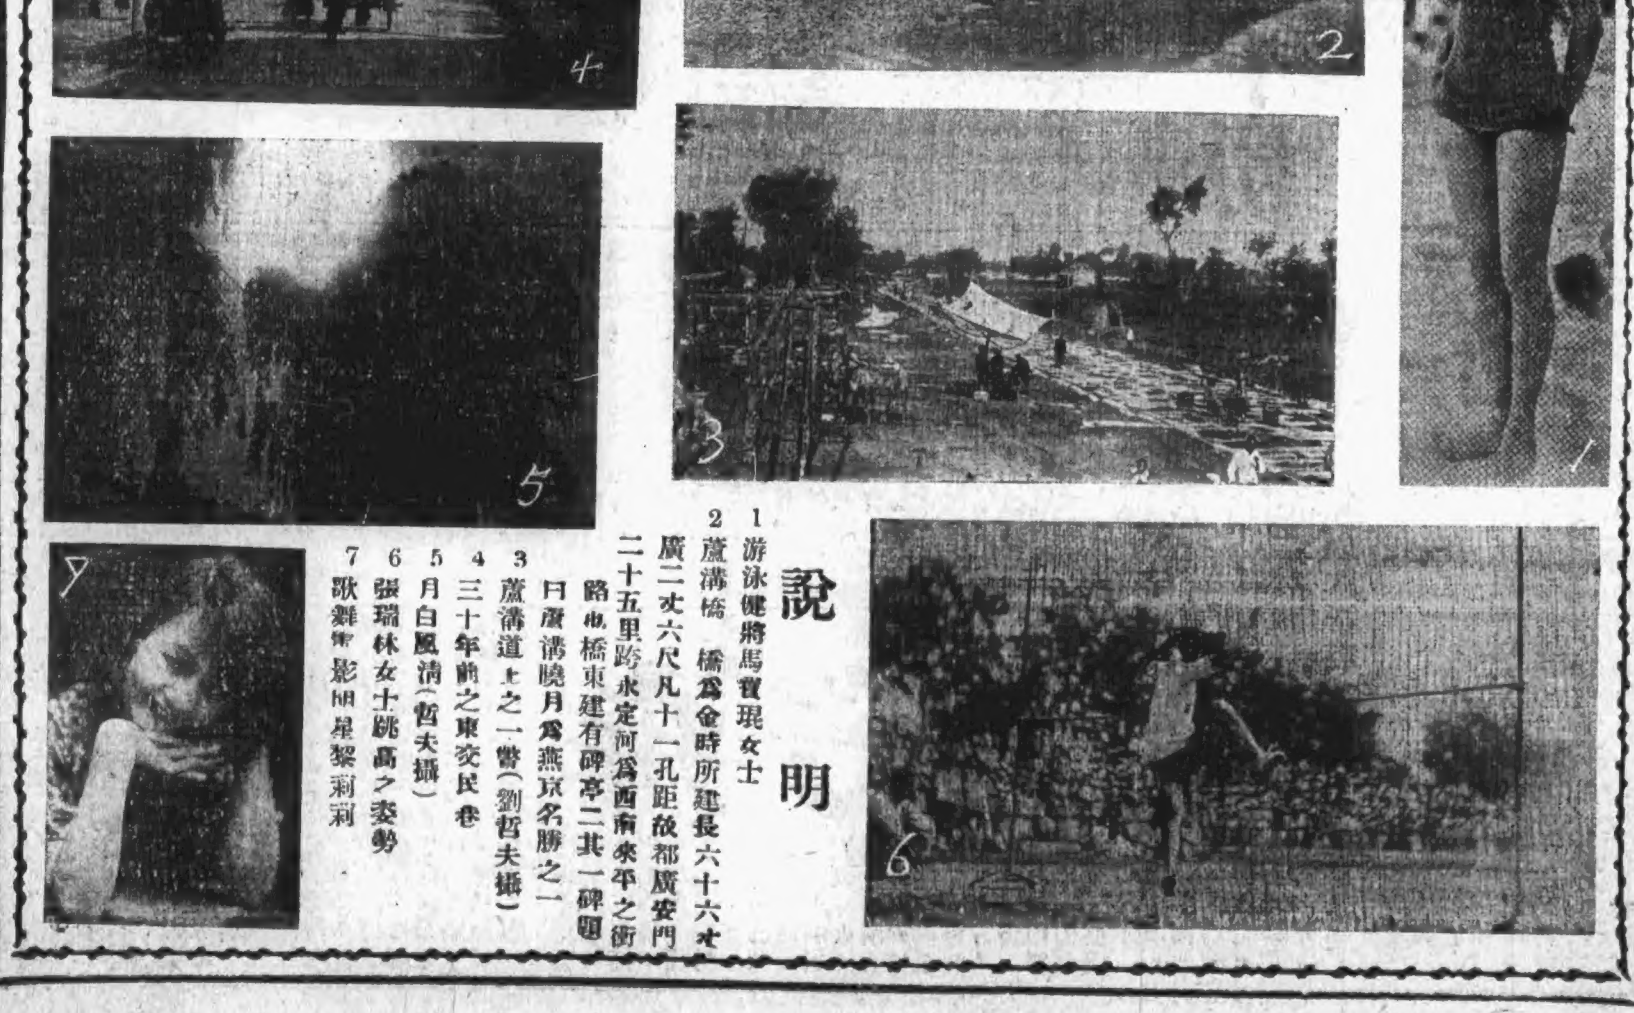 說明
1 游泳健將馬寶琨女士
2 蘆溝橋 橋爲金時所建長六十六丈
廣二丈六尺凡十一孔距故都廣安門
二十五里跨永定河爲西南來平之衝
路也橋東建有碑亭二其一碑題
曰蘆溝曉月爲燕京名勝之一
3 蘆溝道上之一瞥(劉哲夫攝)
4 三十年前之東交民巷
5 月白風清(哲夫攝)
6 張瑞林女士跳高之姿勢
7 歌舞電影明星黎莉莉
4
2
5
3
1
7
6